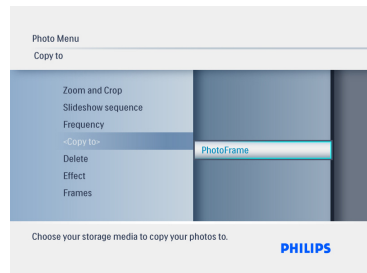 Photo Menu
Copy to
Zoom and Crop
Slideshow sequence
Frequency
<Copy to>
PhotoFrame
Delete
Effect
Frames
Choose your storage media to copy your photos to.
PHILIPS